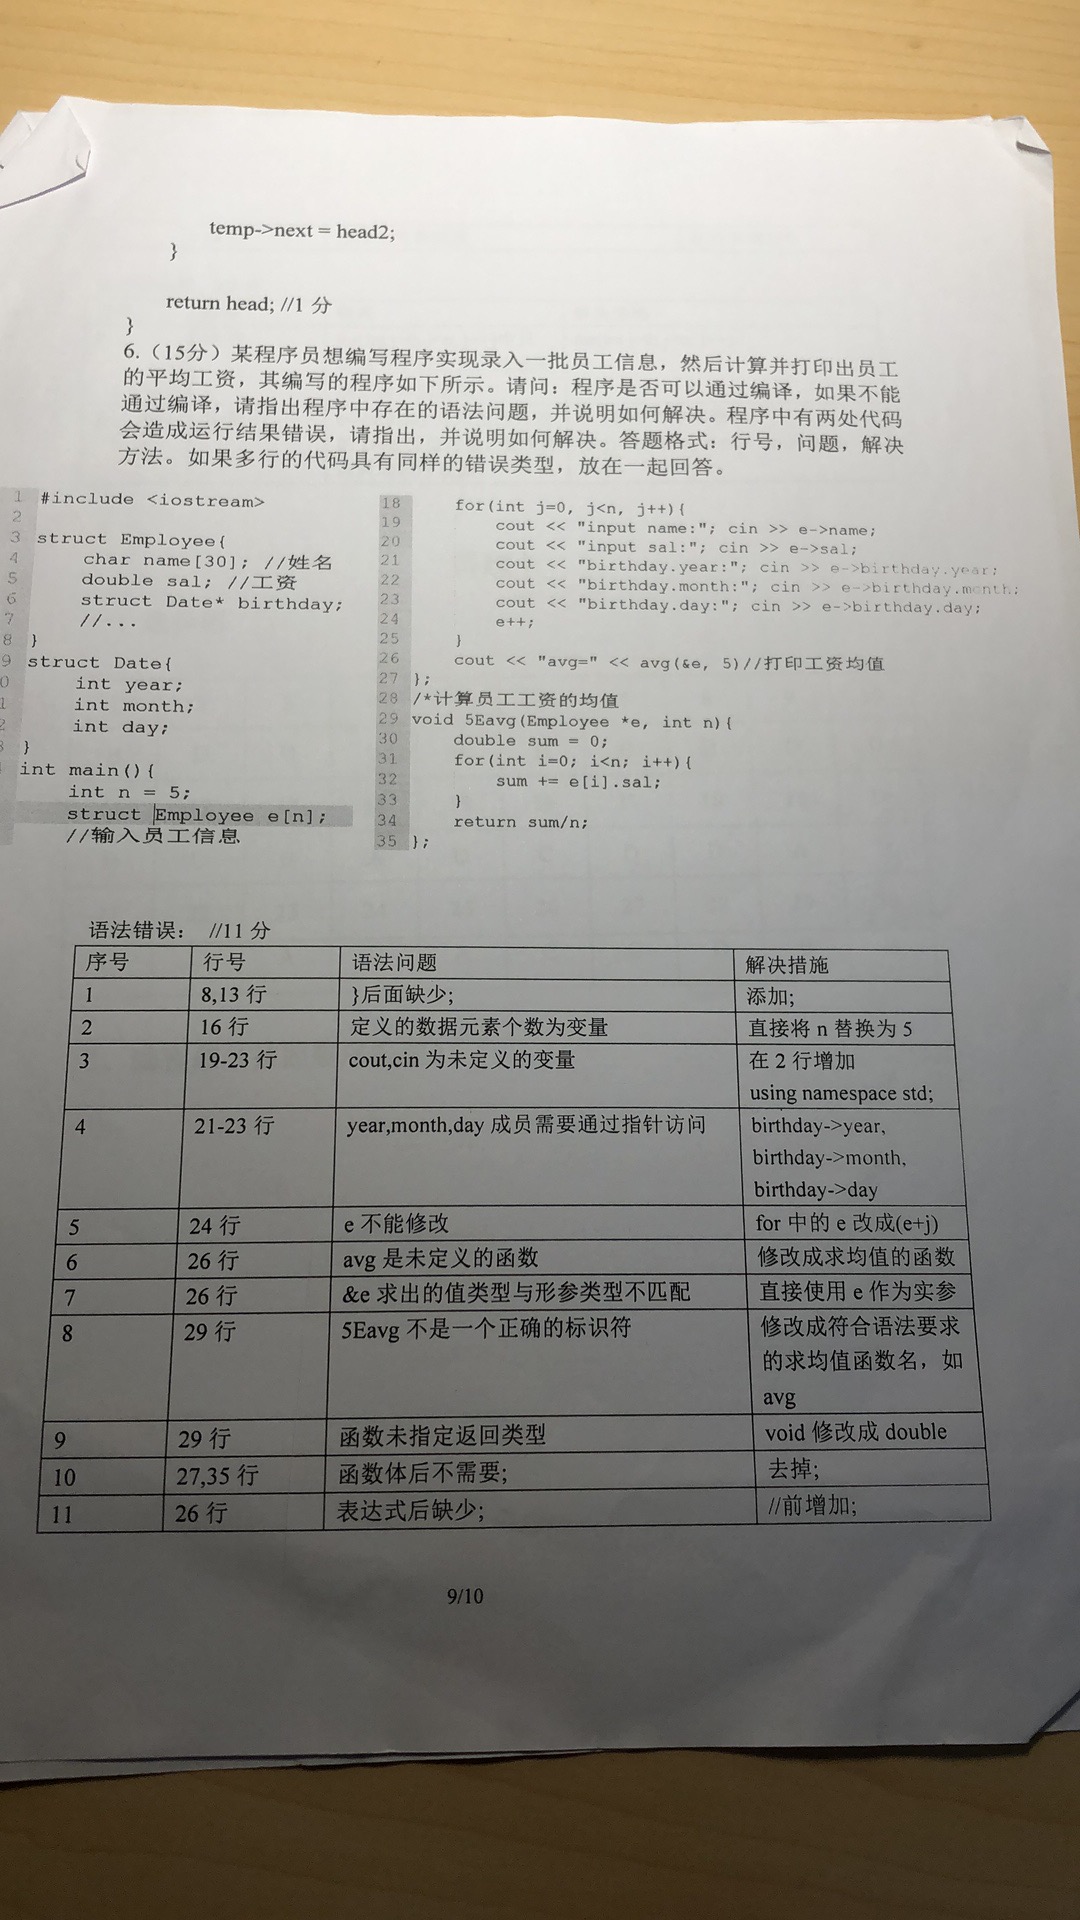 temp->next = head2;
}
return head; //1 分
}
6.（15分）某程序员想编写程序实现录入一批员工信息，然后计算并打印出员工
的平均工资，其编写的程序如下所示。请问：程序是否可以通过编译，如果不能
通过编译，请指出程序中存在的语法问题，并说明如何解决。程序中有两处代码
会造成运行结果错误，请指出，并说明如何解决。答题格式：行号，问题，解决
方法。如果多行的代码具有同样的错误类型，放在一起回答。
1 #include <iostream>
2
3 struct Employee{
4 char name[30]; //姓名
5 double sal; //工资
6 struct Date* birthday;
7 //...
8 }
9 struct Date{
0 int year;
1 int month;
2 int day;
3 }
int main(){
int n = 5;
struct Employee e[n];
//输入员工信息
18 for(int j=0, j<n, j++){
19 cout << "input name:"; cin >> e->name;
20 cout << "input sal:"; cin >> e->sal;
21 cout << "birthday.year:"; cin >> e->birthday.year;
22 cout << "birthday.month:"; cin >> e->birthday.month;
23 cout << "birthday.day:"; cin >> e->birthday.day;
24 e++;
25 }
26 cout << "avg=" << avg(&e, 5)//打印工资均值
27 };
28 /*计算员工工资的均值
29 void 5Eavg(Employee *e, int n){
30 double sum = 0;
31 for(int i=0; i<n; i++){
32 sum += e[i].sal;
33 }
34 return sum/n;
35 };
语法错误： //11 分
序号 行号 语法问题 解决措施
1 8,13 行 }后面缺少; 添加;
2 16 行 定义的数据元素个数为变量 直接将 n 替换为 5
3 19-23 行 cout,cin 为未定义的变量 在 2 行增加
using namespace std;
4 21-23 行 year,month,day 成员需要通过指针访问 birthday->year,
birthday->month,
birthday->day
5 24 行 e 不能修改 for 中的 e 改成(e+j)
6 26 行 avg 是未定义的函数 修改成求均值的函数
7 26 行 &e 求出的值类型与形参类型不匹配 直接使用 e 作为实参
8 29 行 5Eavg 不是一个正确的标识符 修改成符合语法要求
的求均值函数名，如
avg
9 29 行 函数未指定返回类型 void 修改成 double
10 27,35 行 函数体后不需要; 去掉;
11 26 行 表达式后缺少; //前增加;
9/10